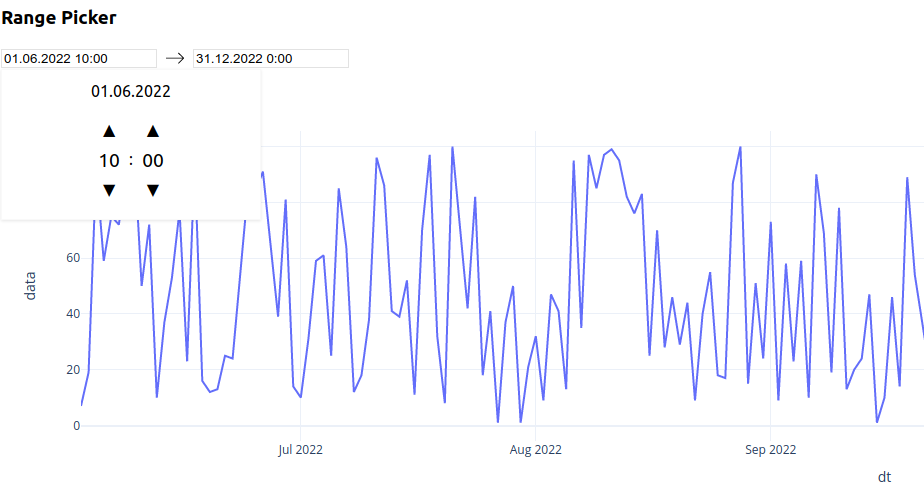 Range Picker
01.06.2022 10:00 → 31.12.2022 0:00
01.06.2022
▲ ▲
10 : 00
▼ ▼
data
60
40
20
0
Jul 2022 Aug 2022 Sep 2022
dt